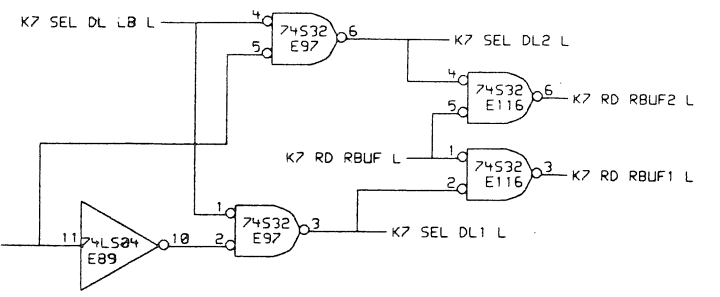 K7 SEL DL LB L
4
5
74S32
E97
6
K7 SEL DL2 L
4
5
74S32
E116
6
K7 RD RBUF2 L
K7 RD RBUF L
1
2
74S32
E116
3
K7 RD RBUF1 L
1
2
74S32
E97
3
K7 SEL DL1 L
11
74LS04
E89
10